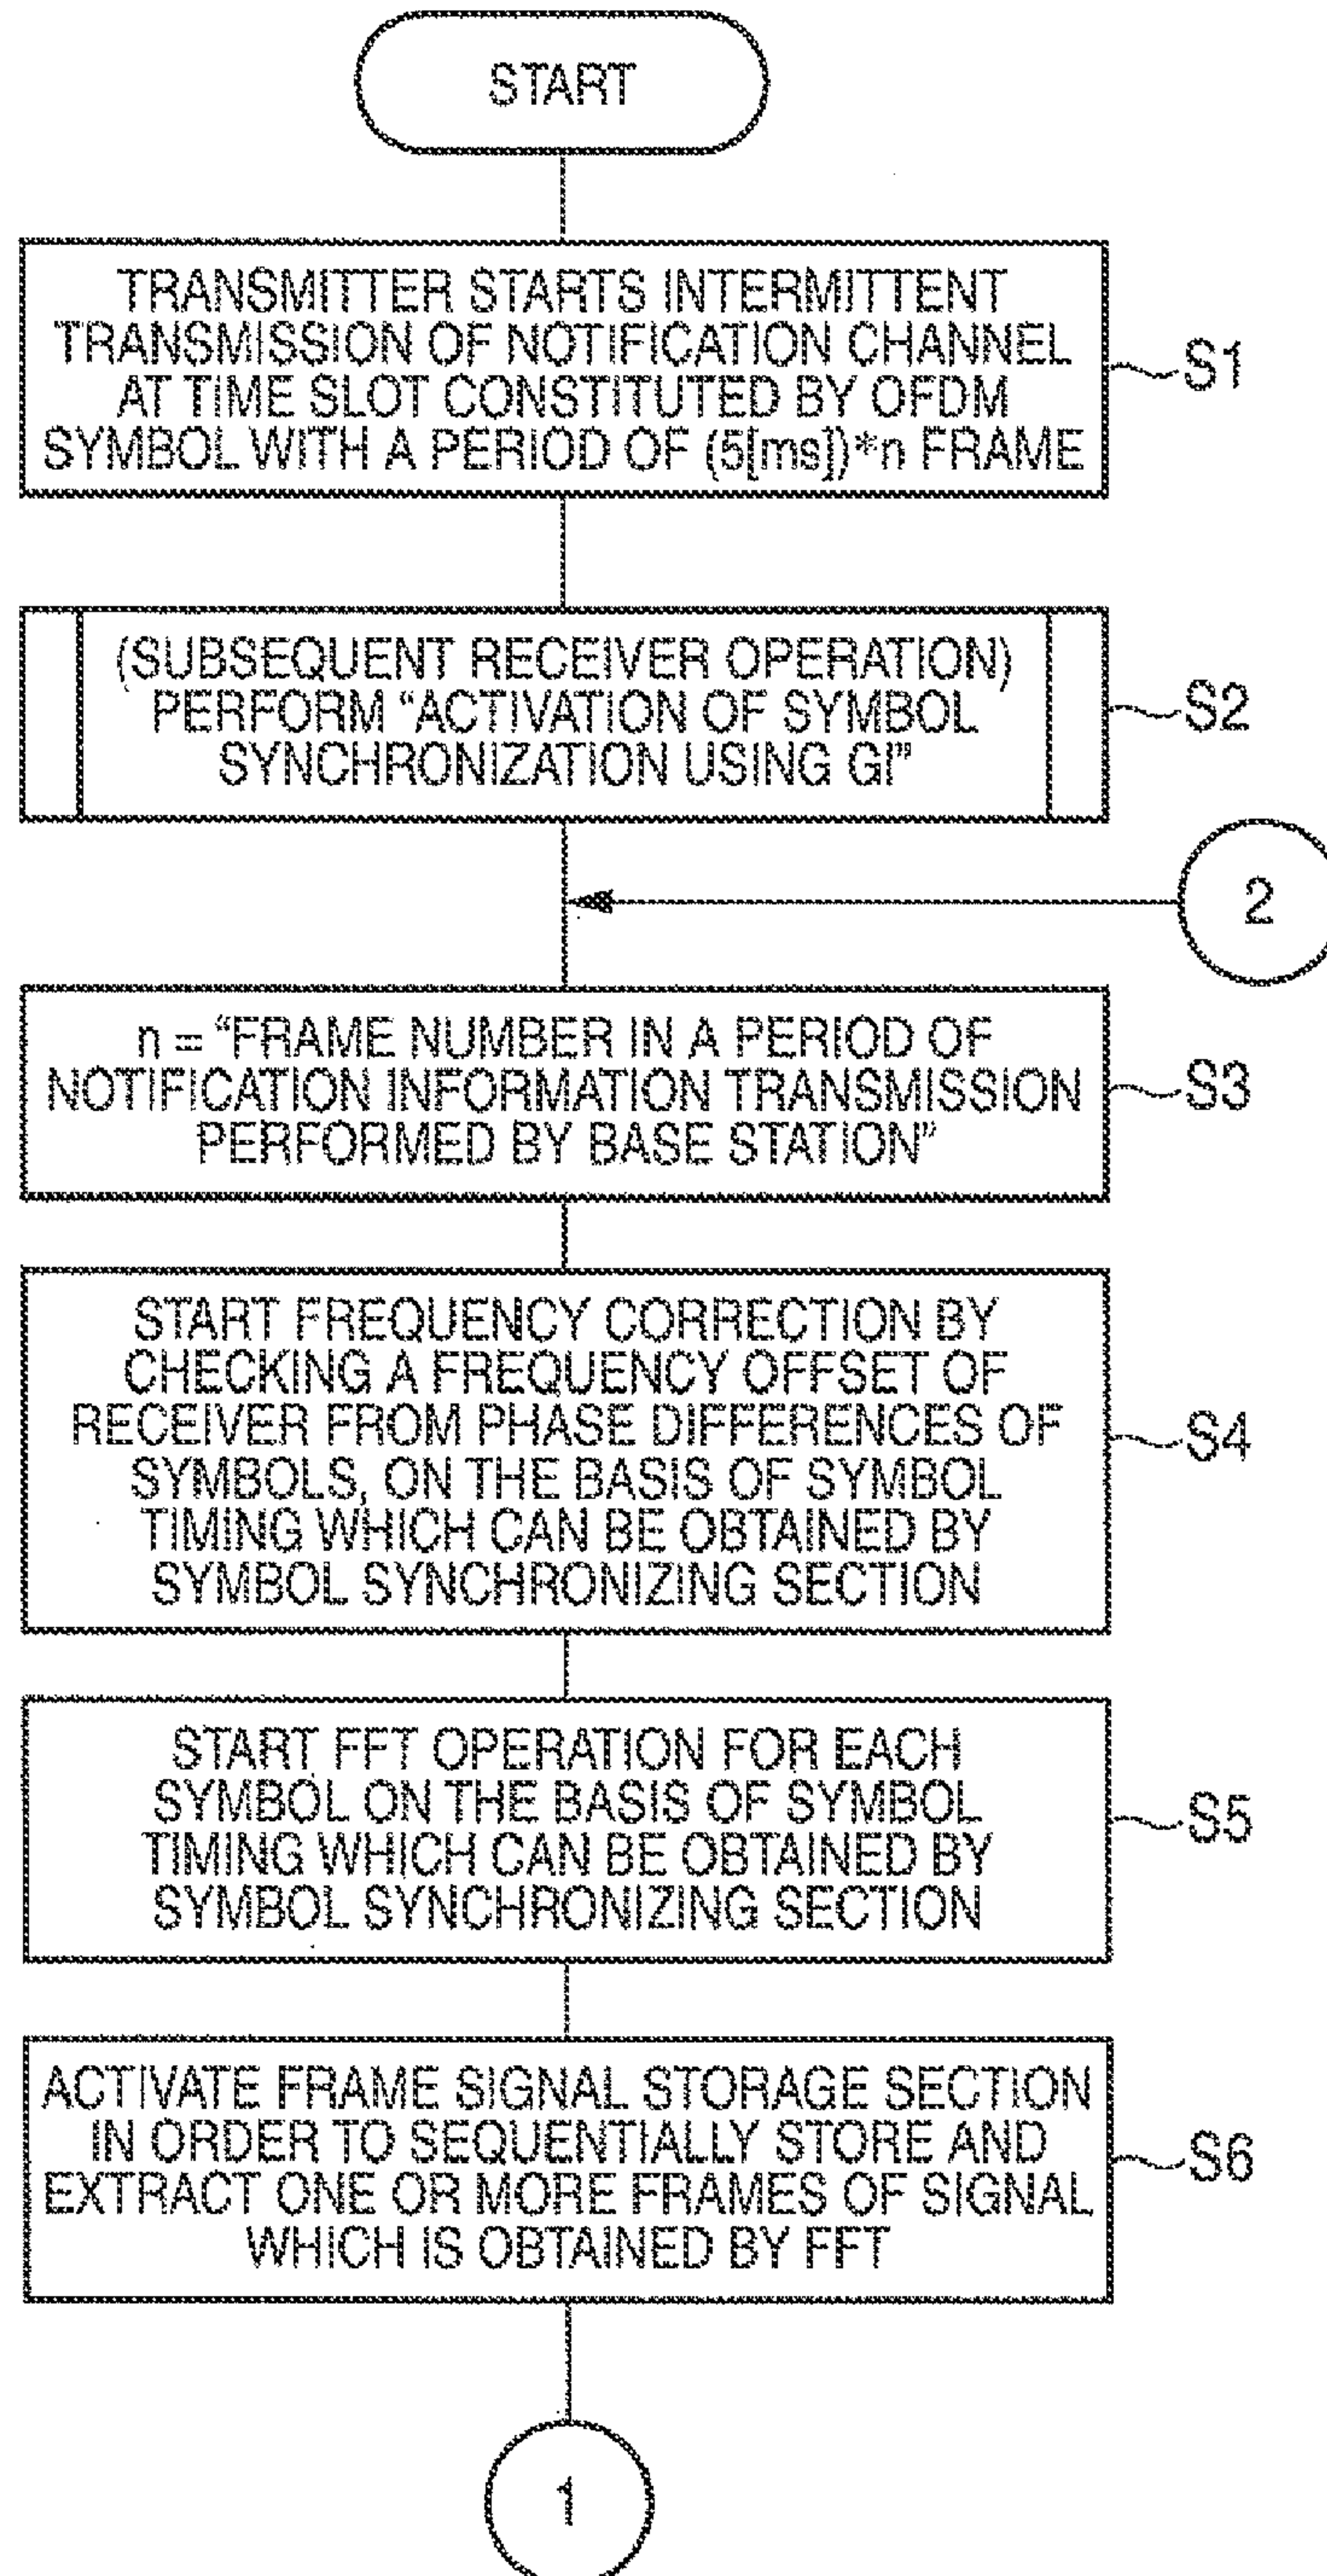 START
TRANSMITTER STARTS INTERMITTENT
TRANSMISSION OF NOTIFICATION CHANNEL
AT TIME SLOT CONSTITUTED BY OFDM
SYMBOL WITH A PERIOD OF (5[ms])*n FRAME
S1
(SUBSEQUENT RECEIVER OPERATION)
PERFORM “ACTIVATION OF SYMBOL
SYNCHRONIZATION USING GI”
S2
2
n = “FRAME NUMBER IN A PERIOD OF
NOTIFICATION INFORMATION TRANSMISSION
PERFORMED BY BASE STATION”
S3
START FREQUENCY CORRECTION BY
CHECKING A FREQUENCY OFFSET OF
RECEIVER FROM PHASE DIFFERENCES OF
SYMBOLS, ON THE BASIS OF SYMBOL
TIMING WHICH CAN BE OBTAINED BY
SYMBOL SYNCHRONIZING SECTION
S4
START FFT OPERATION FOR EACH
SYMBOL ON THE BASIS OF SYMBOL
TIMING WHICH CAN BE OBTAINED BY
SYMBOL SYNCHRONIZING SECTION
S5
ACTIVATE FRAME SIGNAL STORAGE SECTION
IN ORDER TO SEQUENTIALLY STORE AND
EXTRACT ONE OR MORE FRAMES OF SIGNAL
WHICH IS OBTAINED BY FFT
S6
1